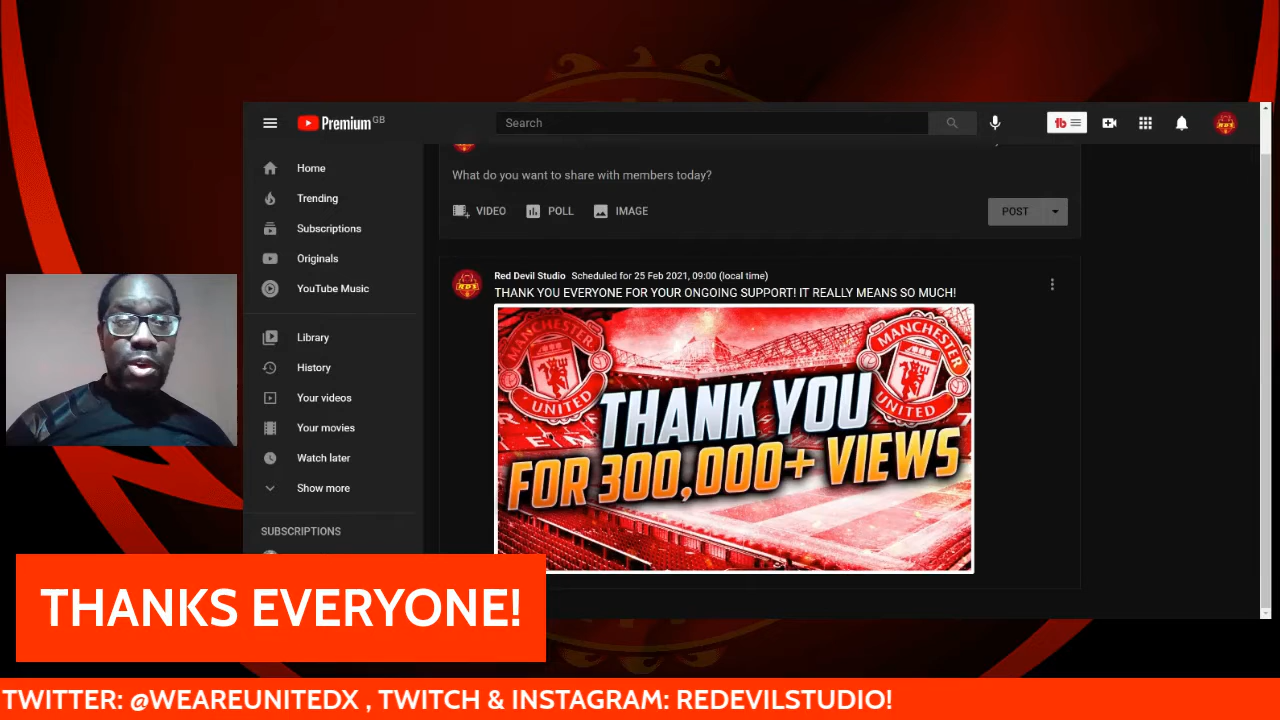 Premium GB
Search
What do you want to share with members today?
VIDEO POLL IMAGE
POST
Home
Trending
Subscriptions
Originals
YouTube Music
Library
History
Your videos
Your movies
Watch later
Show more
SUBSCRIPTIONS
Red Devil Studio Scheduled for 25 Feb 2021, 09:00 (local time)
THANK YOU EVERYONE FOR YOUR ONGOING SUPPORT! IT REALLY MEANS SO MUCH!
MANCHESTER
UNITED
MANCHESTER
UNITED
THANK YOU
FOR 300,000+ VIEWS
THANKS EVERYONE!
TWITTER: @WEAREUNITEDX , TWITCH & INSTAGRAM: REDEVILSTUDIO!